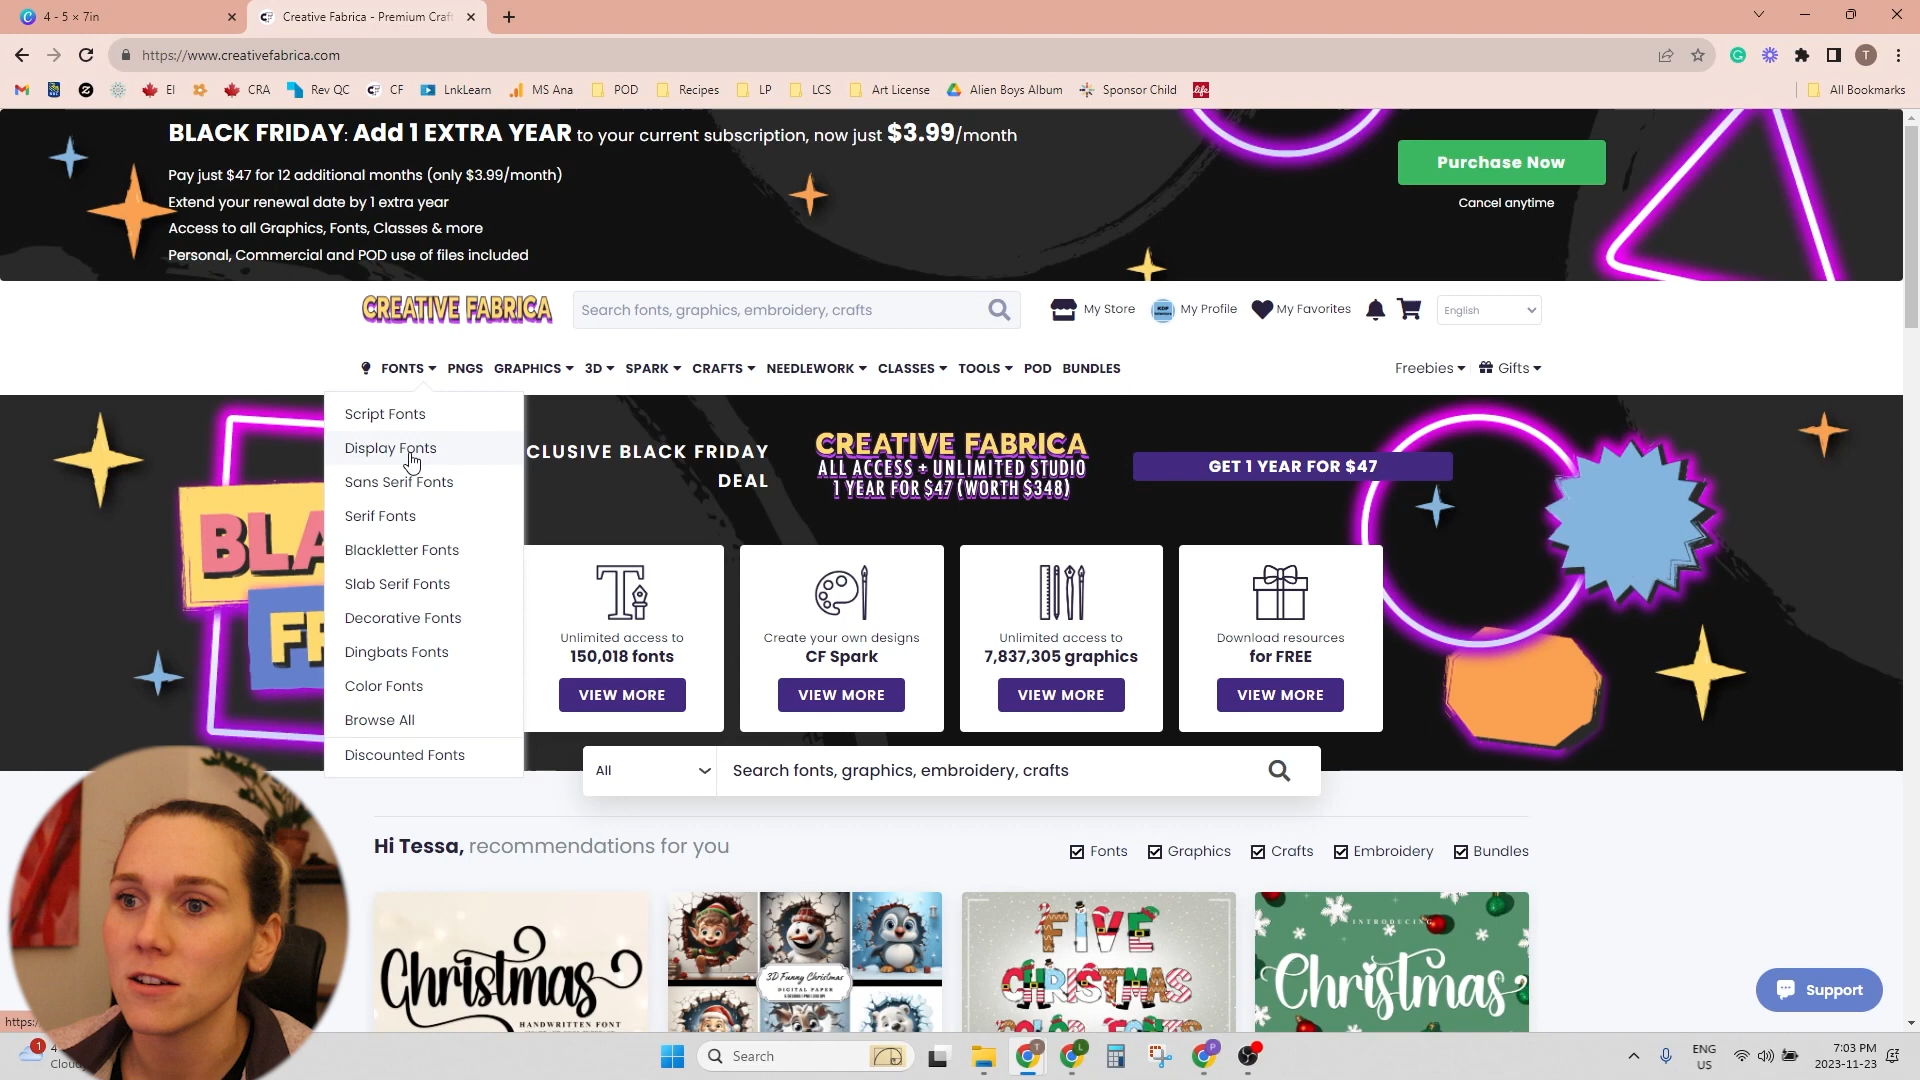 4 - 5 × 7in
Creative Fabrica - Premium Craft
https://www.creativefabrica.com
EI
CRA
Rev QC
CF
LnkLearn
MS Ana
POD
Recipes
LP
LCS
Art License
Alien Boys Album
Sponsor Child
life
All Bookmarks
T
BLACK FRIDAY: Add 1 EXTRA YEAR to your current subscription, now just $3.99/month
Pay just $47 for 12 additional months (only $3.99/month)
Extend your renewal date by 1 extra year
Access to all Graphics, Fonts, Classes & more
Personal, Commercial and POD use of files included
Purchase Now
Cancel anytime
CREATIVE FABRICA
Search fonts, graphics, embroidery, crafts
My Store
My Profile
My Favorites
English
FONTS
PNGS
GRAPHICS
3D
SPARK
CRAFTS
NEEDLEWORK
CLASSES
TOOLS
POD
BUNDLES
Freebies
Gifts
Script Fonts
Display Fonts
Sans Serif Fonts
Serif Fonts
Blackletter Fonts
Slab Serif Fonts
Decorative Fonts
Dingbats Fonts
Color Fonts
Browse All
Discounted Fonts
BLA
FR
CLUSIVE BLACK FRIDAY
DEAL
CREATIVE FABRICA
ALL ACCESS + UNLIMITED STUDIO
1 YEAR FOR $47 (WORTH $348)
GET 1 YEAR FOR $47
Unlimited access to
150,018 fonts
VIEW MORE
Create your own designs
CF Spark
VIEW MORE
Unlimited access to
7,837,305 graphics
VIEW MORE
Download resources
for FREE
VIEW MORE
All
Search fonts, graphics, embroidery, crafts
Hi Tessa, recommendations for you
Fonts
Graphics
Crafts
Embroidery
Bundles
Christmas
HANDWRITTEN FONT
3D Funny Christmas
DIGITAL PAPER
FIVE
CHRISTMAS
COLOR FONTS
INTRODUCING
Christmas
Support
https:/
1
4
Cloudy
Search
ENG
US
7:03 PM
2023-11-23